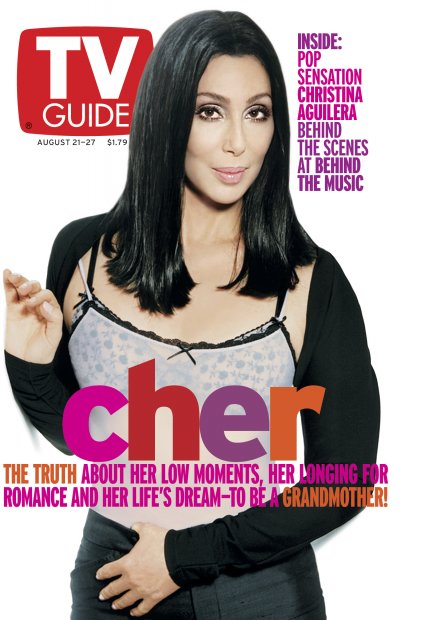 TV
GUIDE
®
AUGUST 21–27 $1.79
INSIDE:
POP
SENSATION
CHRISTINA
AGUILERA
BEHIND
THE SCENES
AT BEHIND
THE MUSIC
cher
THE TRUTH ABOUT HER LOW MOMENTS, HER LONGING FOR
ROMANCE AND HER LIFE'S DREAM–TO BE A GRANDMOTHER!